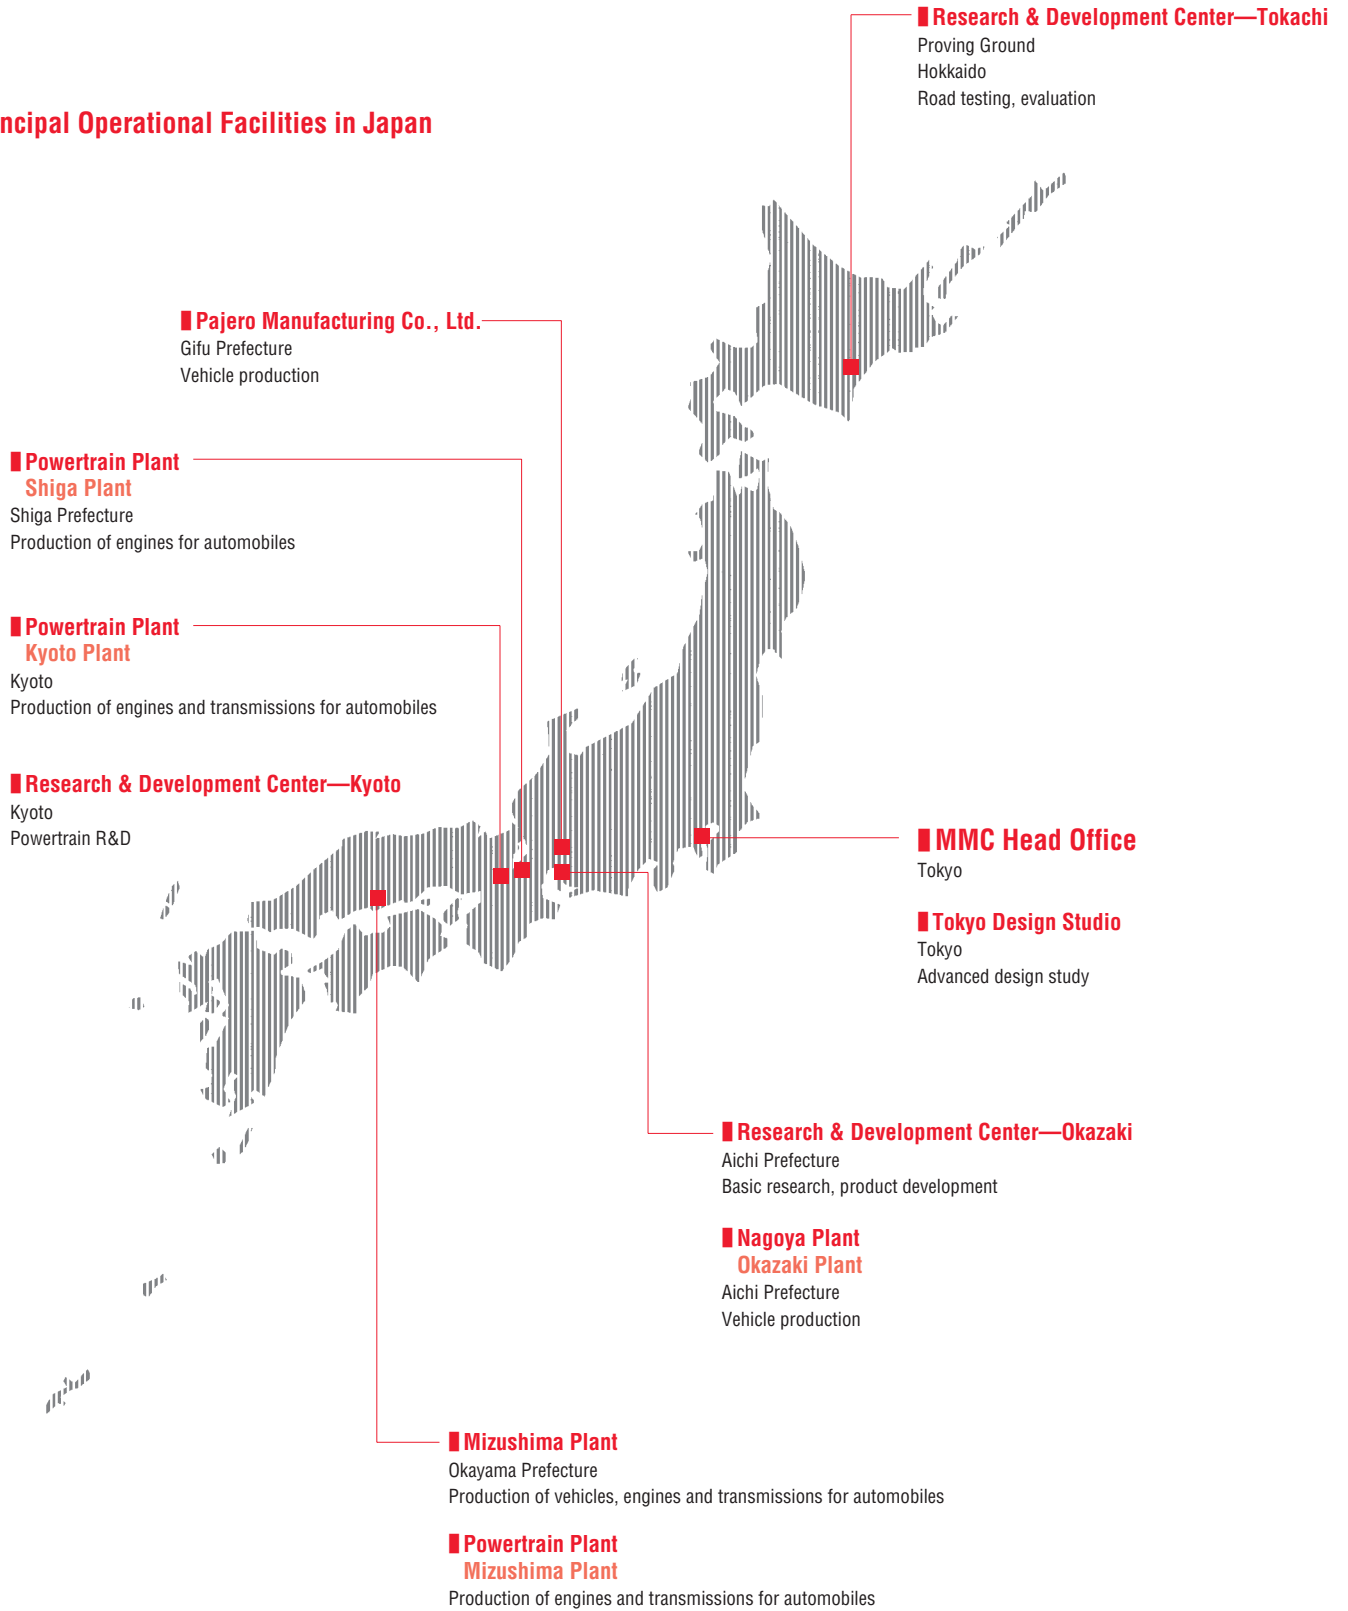 Research & Development Center—Tokachi
Proving Ground
Hokkaido
Road testing, evaluation
ncipal Operational Facilities in Japan
Pajero Manufacturing Co., Ltd.
Gifu Prefecture
Vehicle production
Powertrain Plant
Shiga Plant
Shiga Prefecture
Production of engines for automobiles
Powertrain Plant
Kyoto Plant
Kyoto
Production of engines and transmissions for automobiles
Research & Development Center—Kyoto
Kyoto
Powertrain R&D
MMC Head Office
Tokyo
Tokyo Design Studio
Tokyo
Advanced design study
Research & Development Center—Okazaki
Aichi Prefecture
Basic research, product development
Nagoya Plant
Okazaki Plant
Aichi Prefecture
Vehicle production
Mizushima Plant
Okayama Prefecture
Production of vehicles, engines and transmissions for automobiles
Powertrain Plant
Mizushima Plant
Production of engines and transmissions for automobiles